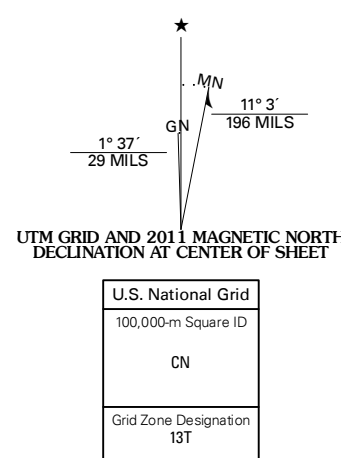 ★
MN
GN
11° 3´
196 MILS
1° 37´
29 MILS
UTM GRID AND 2011 MAGNETIC NORTH
DECLINATION AT CENTER OF SHEET
U.S. National Grid
100,000-m Square ID
CN
Grid Zone Designation
13T